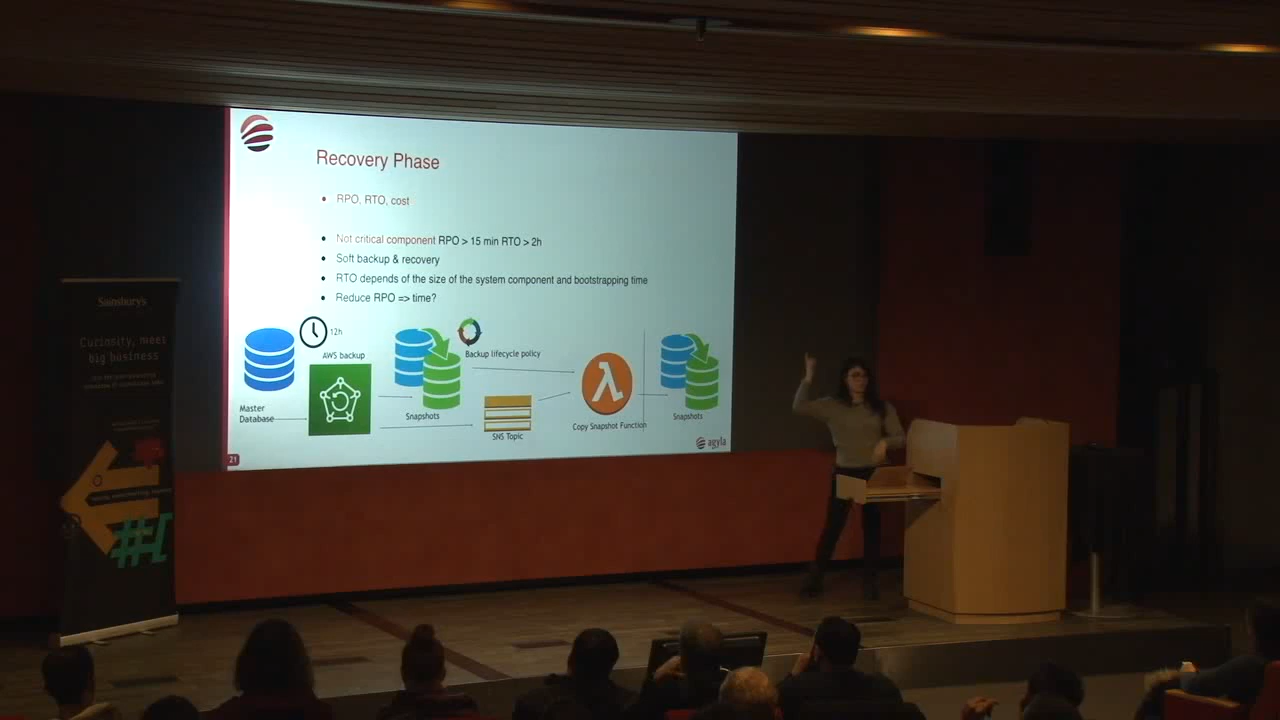 Recovery Phase
RPO, RTO, cost
Not critical component RPO > 15 min RTO > 2h
Soft backup & recovery
RTO depends of the size of the system component and bootstrapping time
Reduce RPO => time?
12h
AWS backup
Backup lifecycle policy
Master
Database
Snapshots
SNS Topic
Copy Snapshot Function
Snapshots
agyla
21
Sainsbury's
Curiosity, meet
big business